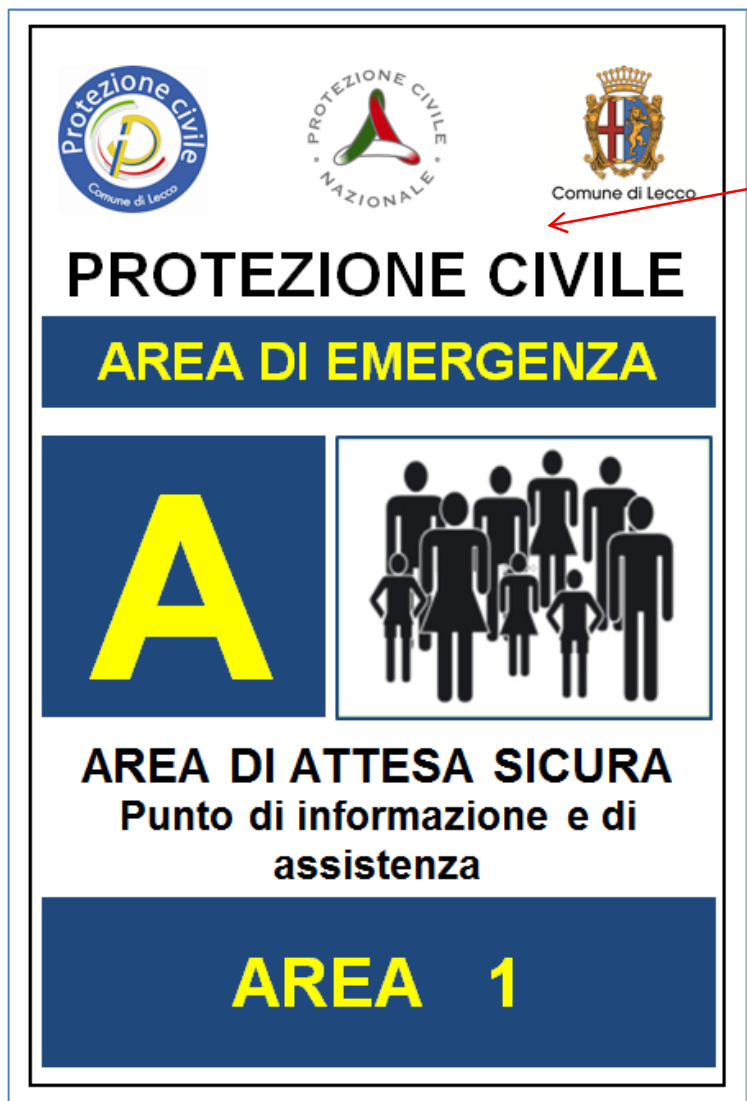 Protezione civile
Comune di Lecco
PROTEZIONE CIVILE
NAZIONALE
Comune di Lecco
PROTEZIONE CIVILE
AREA DI EMERGENZA
A
AREA DI ATTESA SICURA
Punto di informazione e di
assistenza
AREA 1